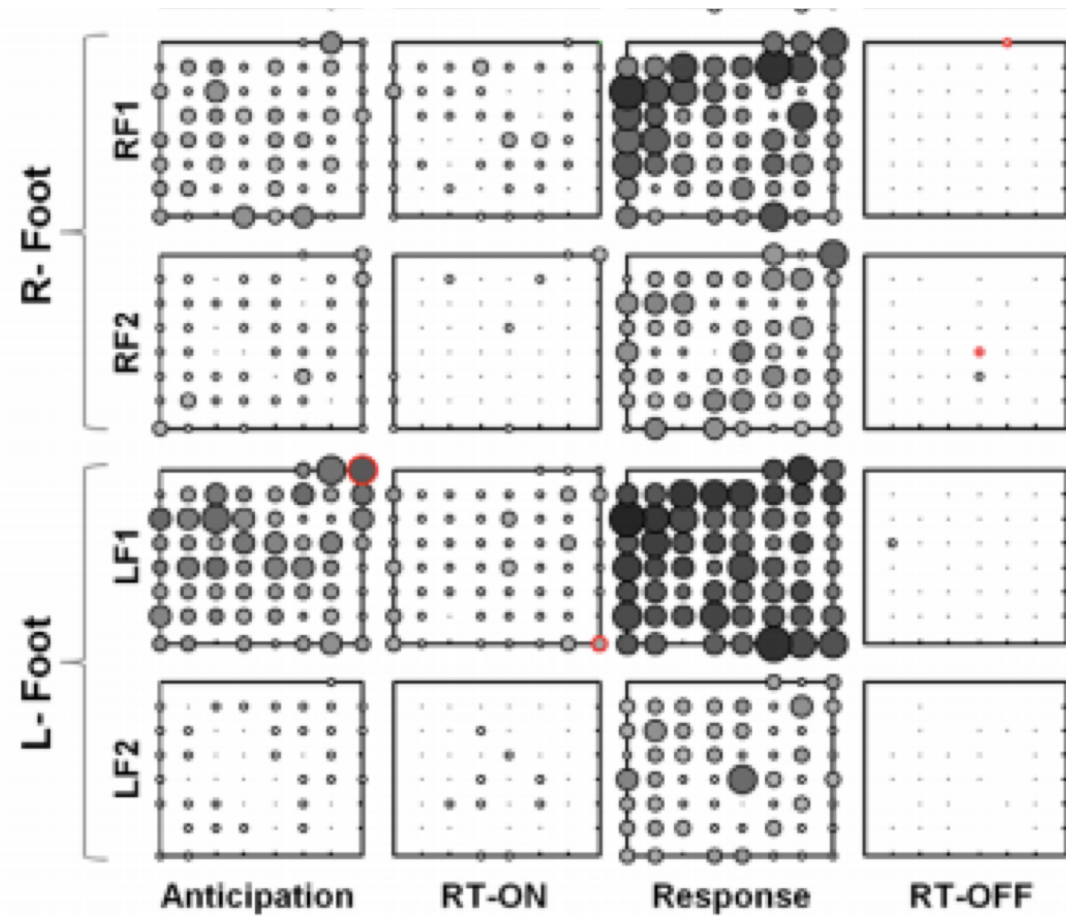 R- Foot
RF1
RF2
L- Foot
LF1
LF2
Anticipation RT-ON Response RT-OFF